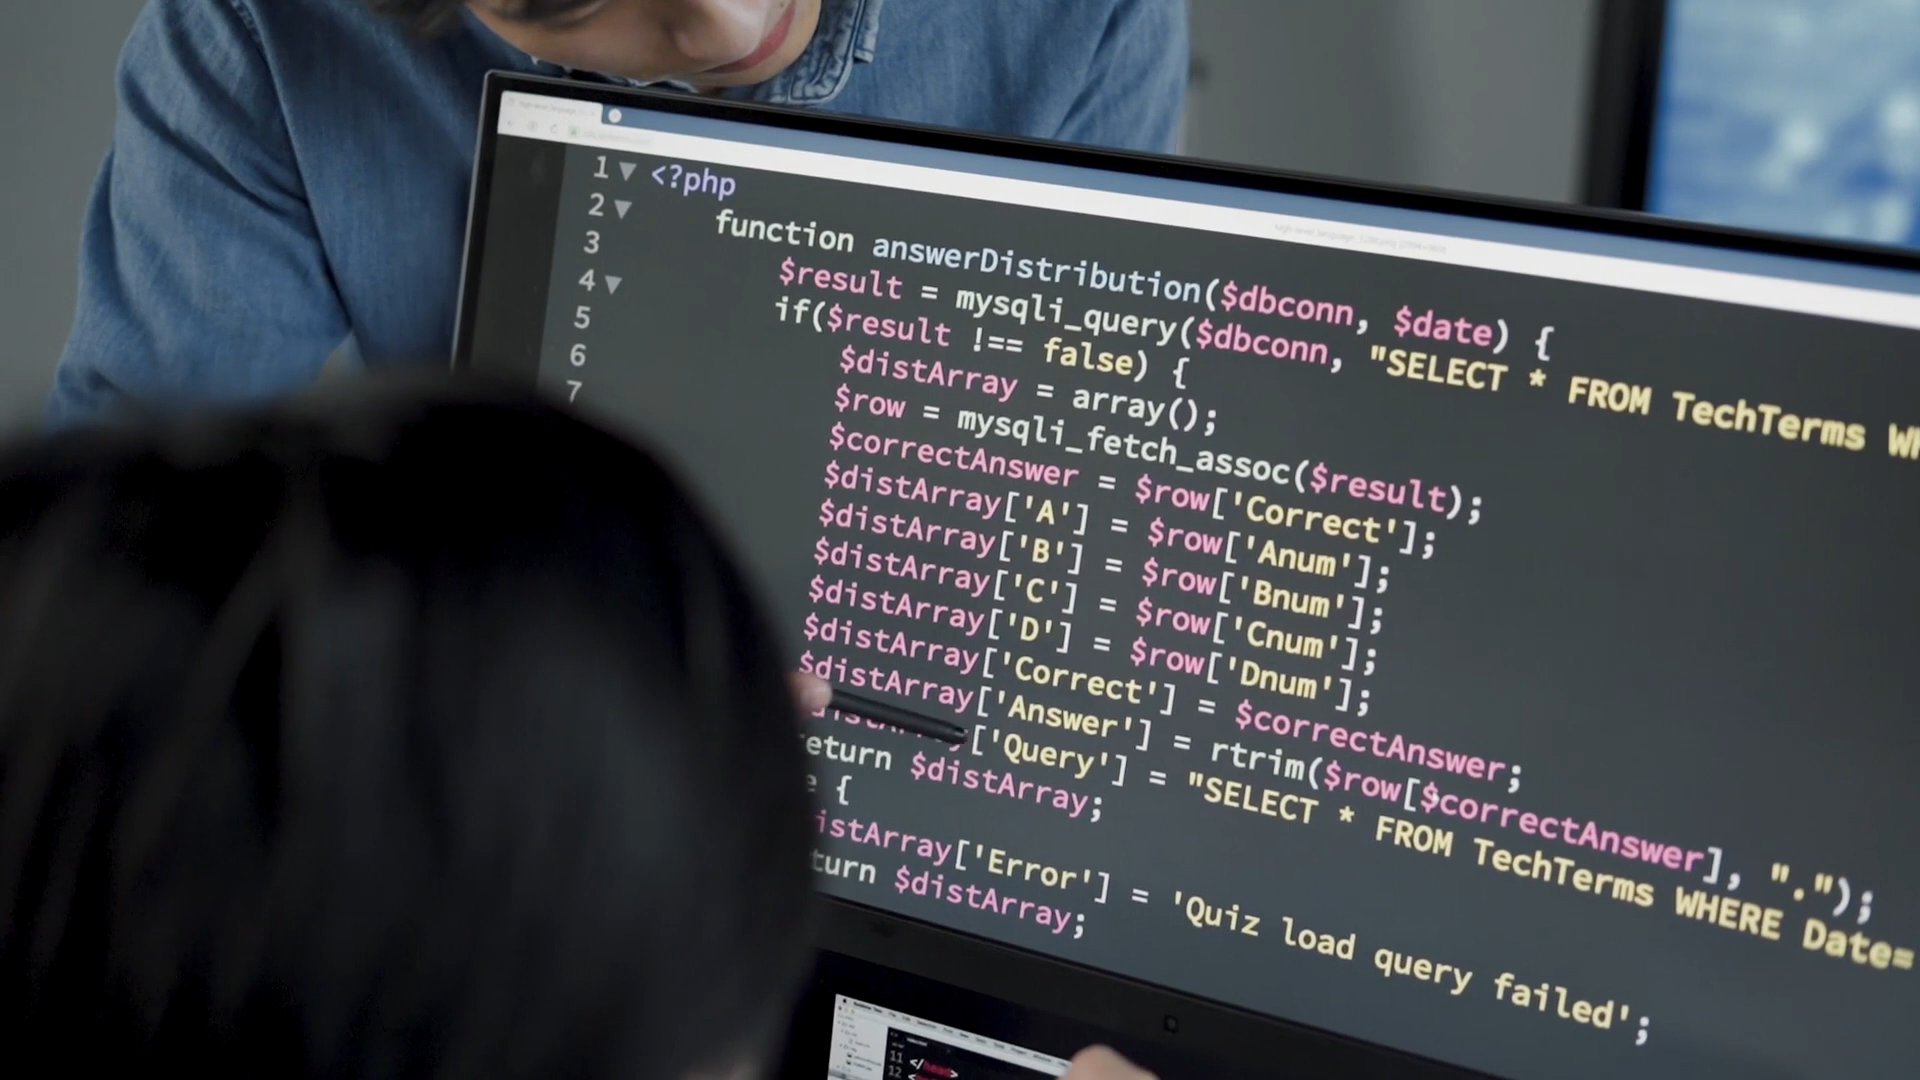 1 <?php
2 function answerDistribution($dbconn, $date) {
3 $result = mysqli_query($dbconn, "SELECT * FROM TechTerms
4 if($result !== false) {
5 $distArray = array();
6 $row = mysqli_fetch_assoc($result);
7 $correctAnswer = $row['Correct'];
$distArray['A'] = $row['Anum'];
$distArray['B'] = $row['Bnum'];
$distArray['C'] = $row['Cnum'];
$distArray['D'] = $row['Dnum'];
$distArray['Correct'] = $correctAnswer;
$distArray['Answer'] = rtrim($row[$correctAnswer], ".");
['Query'] = "SELECT * FROM TechTerms WHERE Date=
return $distArray;
{
istArray['Error'] = 'Quiz load query failed';
turn $distArray;
11 </head>
12